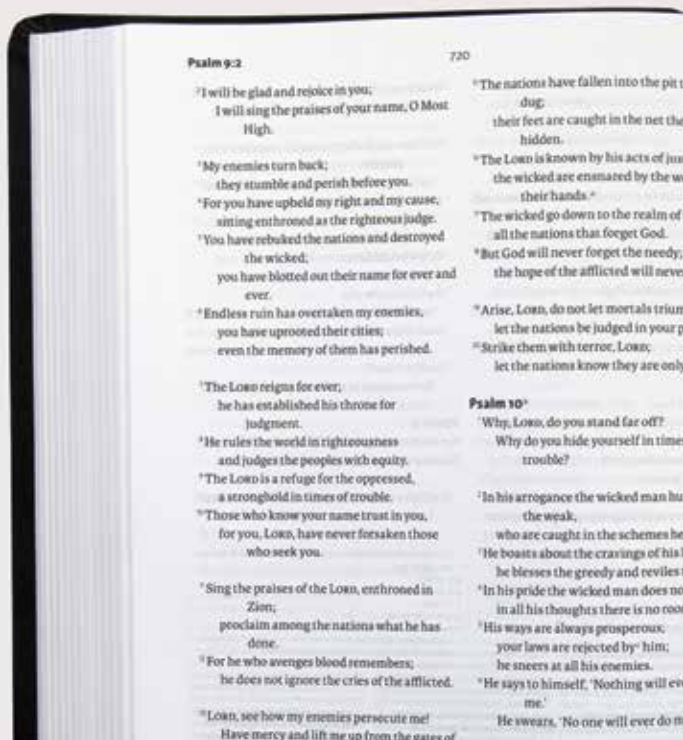 Psalm 9:2
720
²I will be glad and rejoice in you;
I will sing the praises of your name, O Most
High.
³My enemies turn back;
they stumble and perish before you.
⁴For you have upheld my right and my cause,
sitting enthroned as the righteous judge.
⁵You have rebuked the nations and destroyed
the wicked;
you have blotted out their name for ever and
ever.
⁶Endless ruin has overtaken my enemies,
you have uprooted their cities;
even the memory of them has perished.
⁷The LORD reigns for ever;
he has established his throne for
judgment.
⁸He rules the world in righteousness
and judges the peoples with equity.
⁹The LORD is a refuge for the oppressed,
a stronghold in times of trouble.
¹⁰Those who know your name trust in you,
for you, LORD, have never forsaken those
who seek you.
¹¹Sing the praises of the LORD, enthroned in
Zion;
proclaim among the nations what he has
done.
¹²For he who avenges blood remembers;
he does not ignore the cries of the afflicted.
¹³LORD, see how my enemies persecute me!
Have mercy and lift me up from the gates of
The nations have fallen into the pit
dug;
their feet are caught in the net
hidden.
¹⁶The LORD is known by his acts of
the wicked are ensnared by the
their hands.
¹⁷The wicked go down to the realm of
all the nations that forget God.
¹⁸But God will never forget the needy;
the hope of the afflicted will never
¹⁹Arise, LORD, do not let mortals
let the nations be judged in your
²⁰Strike them with terror, LORD;
let the nations know they are only
Psalm 10
¹Why, LORD, do you stand far off?
Why do you hide yourself in times
trouble?
²In his arrogance the wicked man
the weak,
who are caught in the schemes he
³He boasts about the cravings of his
he blesses the greedy and reviles
⁴In his pride the wicked man does
in all his thoughts there is no
⁵His ways are always prosperous;
your laws are rejected by him;
he sneers at all his enemies.
⁶He says to himself, 'Nothing will
me.'
He swears, 'No one will ever do